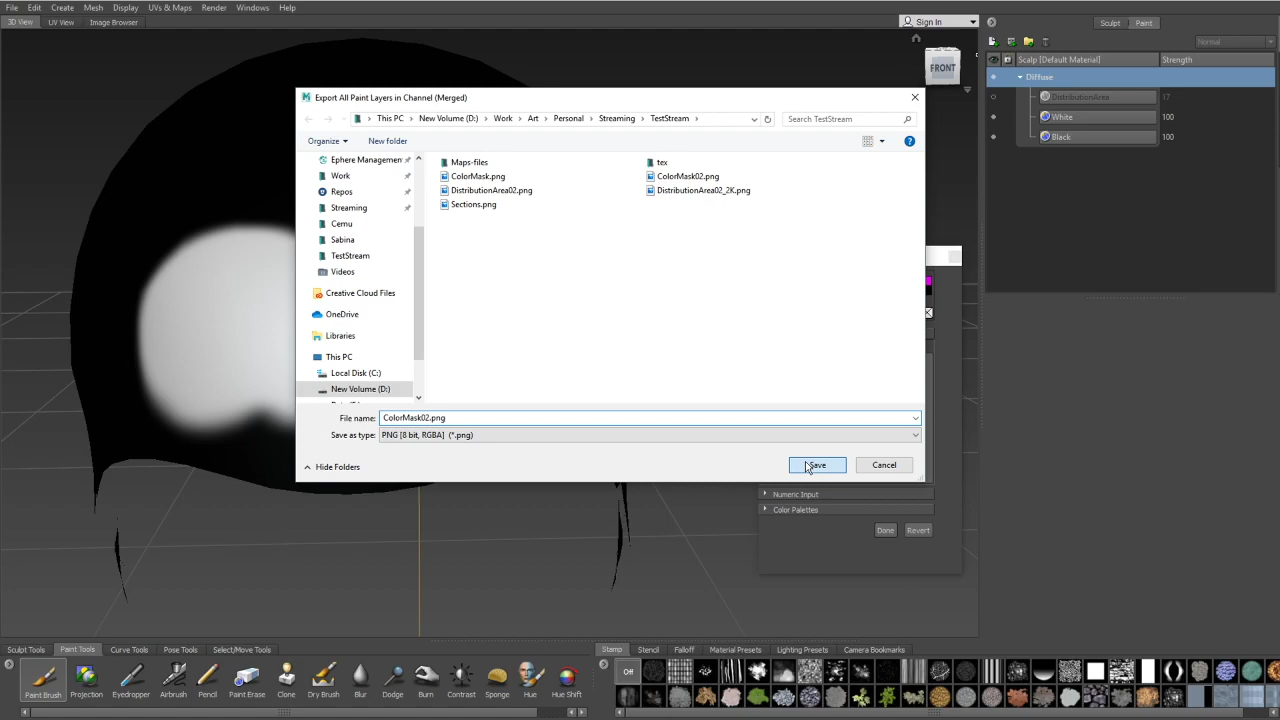 File Edit Create Mesh Display UVs & Maps Render Windows Help
3D View UV View Image Browser
Sign In
Sculpt Paint
Normal
Scalp [Default Material] Strength
Diffuse
DistributionArea 17
White 100
Black 100
FRONT
Export All Paint Layers in Channel (Merged)
This PC › New Volume (D:) › Work › Art › Personal › Streaming › TestStream ›
Search TestStream
Organize New folder
Ephere Managemen
Work
Repos
Streaming
Cemu
Sabina
TestStream
Videos
Creative Cloud Files
OneDrive
Libraries
This PC
Local Disk (C:)
New Volume (D:)
Maps-files
tex
ColorMask.png
ColorMask02.png
DistributionArea02.png
DistributionArea02_2K.png
Sections.png
File name: ColorMask02.png
Save as type: PNG [8 bit, RGBA] (*.png)
Hide Folders
Save Cancel
Numeric Input
Color Palettes
Done Revert
Sculpt Tools Paint Tools Curve Tools Pose Tools Select/Move Tools
Paint Brush Projection Eyedropper Airbrush Pencil Paint Erase Clone Dry Brush Blur Dodge Burn Contrast Sponge Hue Hue Shift
Stamp Stencil Falloff Material Presets Lighting Presets Camera Bookmarks
Off